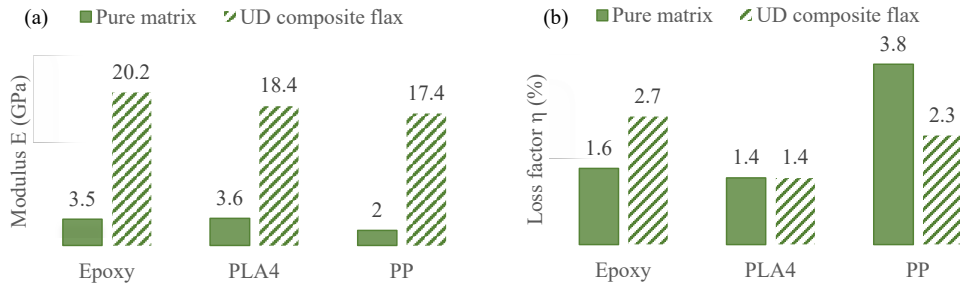 (a)
Pure matrix
UD composite flax
Modulus E (GPa)
3.5
20.2
3.6
18.4
2
17.4
Epoxy
PLA4
PP
(b)
Pure matrix
UD composite flax
Loss factor η (%)
1.6
2.7
1.4
1.4
3.8
2.3
Epoxy
PLA4
PP